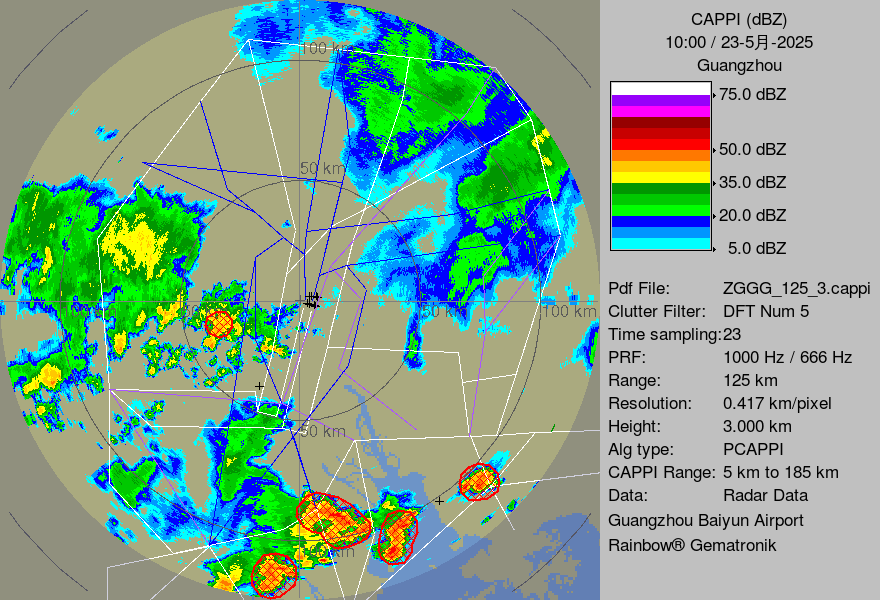 CAPPI (dBZ)
10:00 / 23-5月-2025
Guangzhou
75.0 dBZ
50.0 dBZ
35.0 dBZ
20.0 dBZ
5.0 dBZ
Pdf File: ZGGG_125_3.cappi
Clutter Filter: DFT Num 5
Time sampling:23
PRF: 1000 Hz / 666 Hz
Range: 125 km
Resolution: 0.417 km/pixel
Height: 3.000 km
Alg type: PCAPPI
CAPPI Range: 5 km to 185 km
Data: Radar Data
Guangzhou Baiyun Airport
Rainbow® Gematronik
100 km
50 km
50 km
100 km
50 km